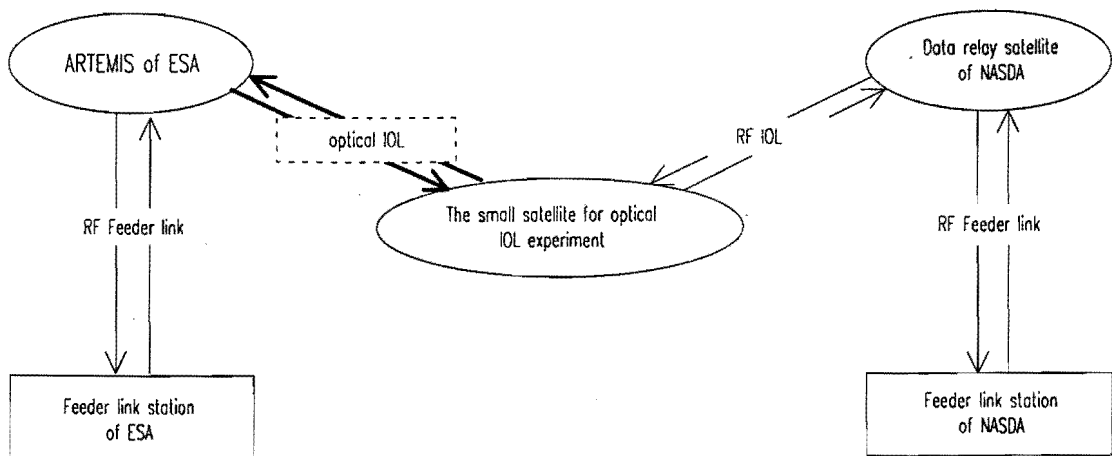 ARTEMIS of ESA
Data relay satellite
of NASDA
optical IOL
RF IOL
The small satellite for optical
IOL experiment
RF Feeder link
RF Feeder link
Feeder link station
of ESA
Feeder link station
of NASDA